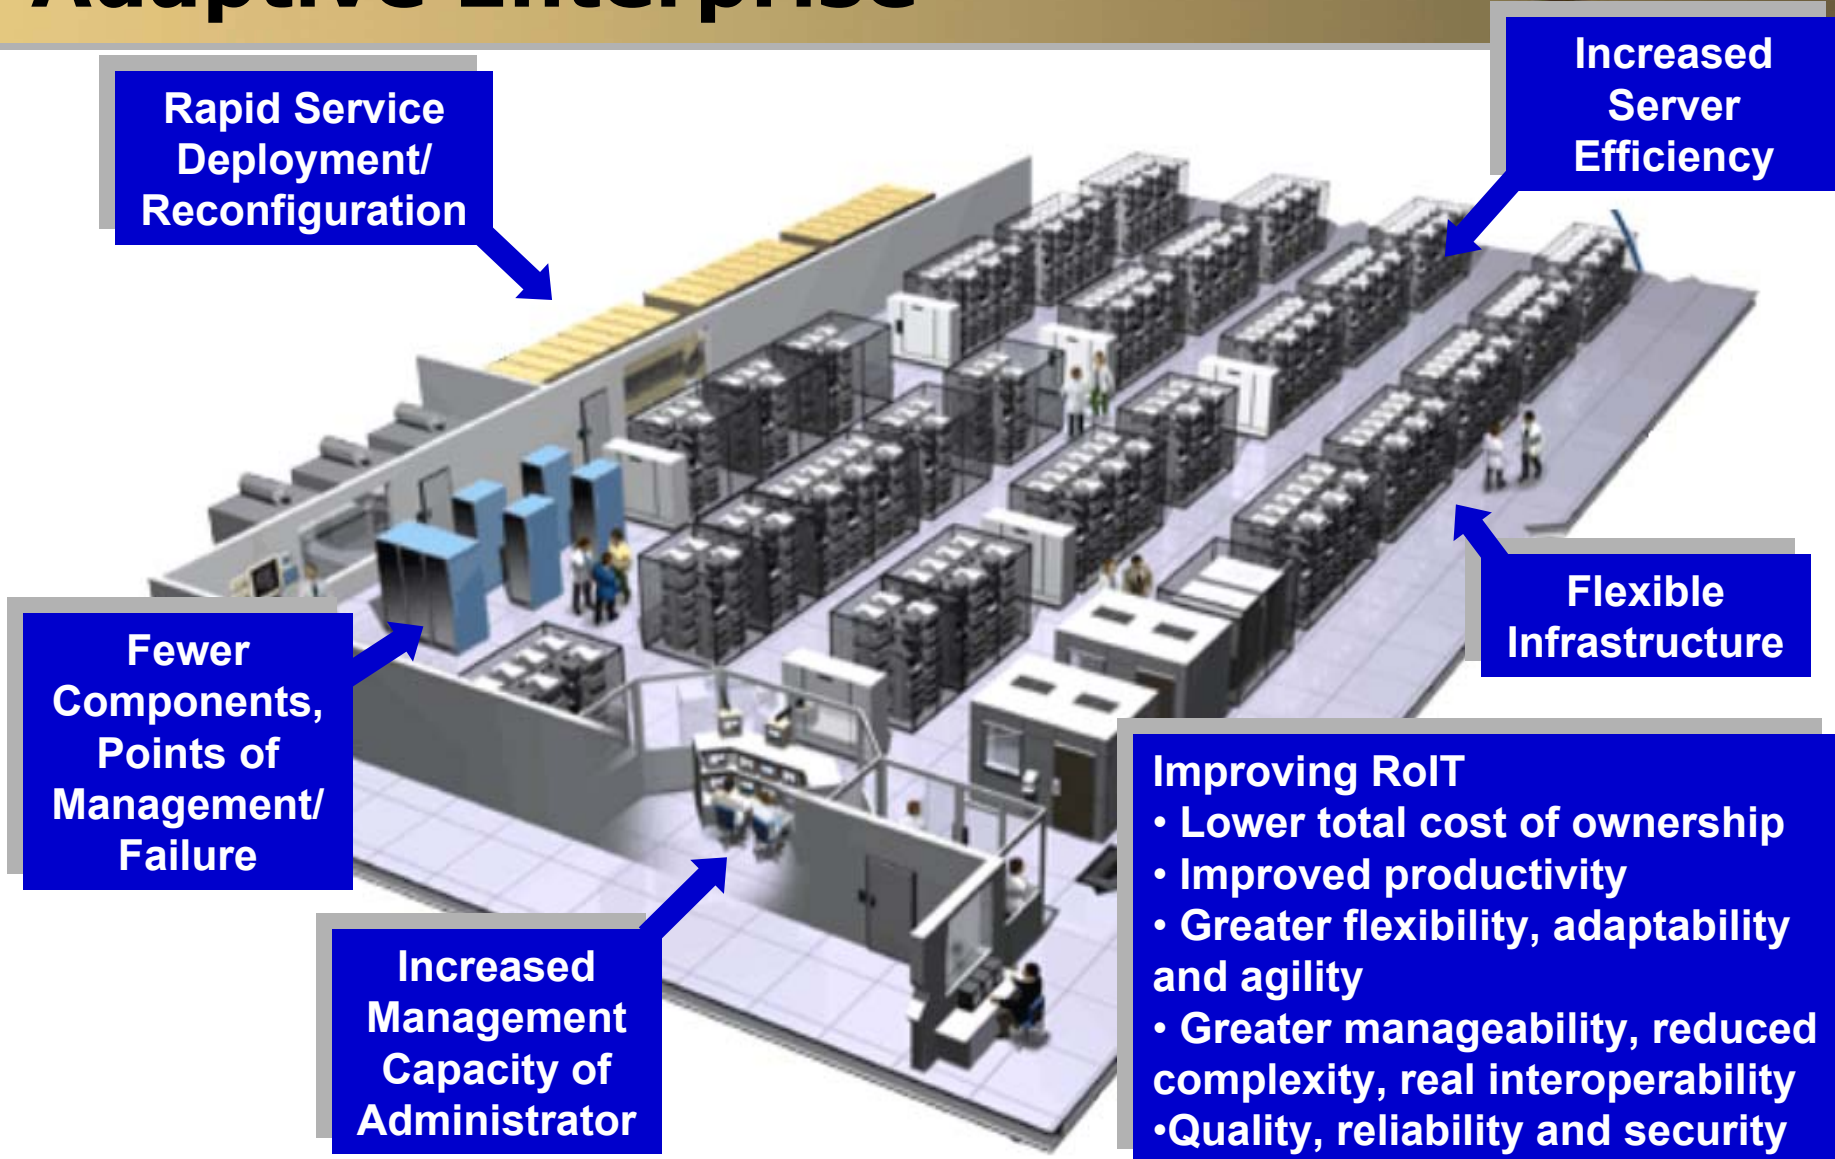 Adaptive Enterprise
Rapid Service
Deployment/
Reconfiguration
Increased
Server
Efficiency
Fewer
Components,
Points of
Management/
Failure
Flexible
Infrastructure
Increased
Management
Capacity of
Administrator
Improving RoIT
• Lower total cost of ownership
• Improved productivity
• Greater flexibility, adaptability
and agility
• Greater manageability, reduced
complexity, real interoperability
•Quality, reliability and security